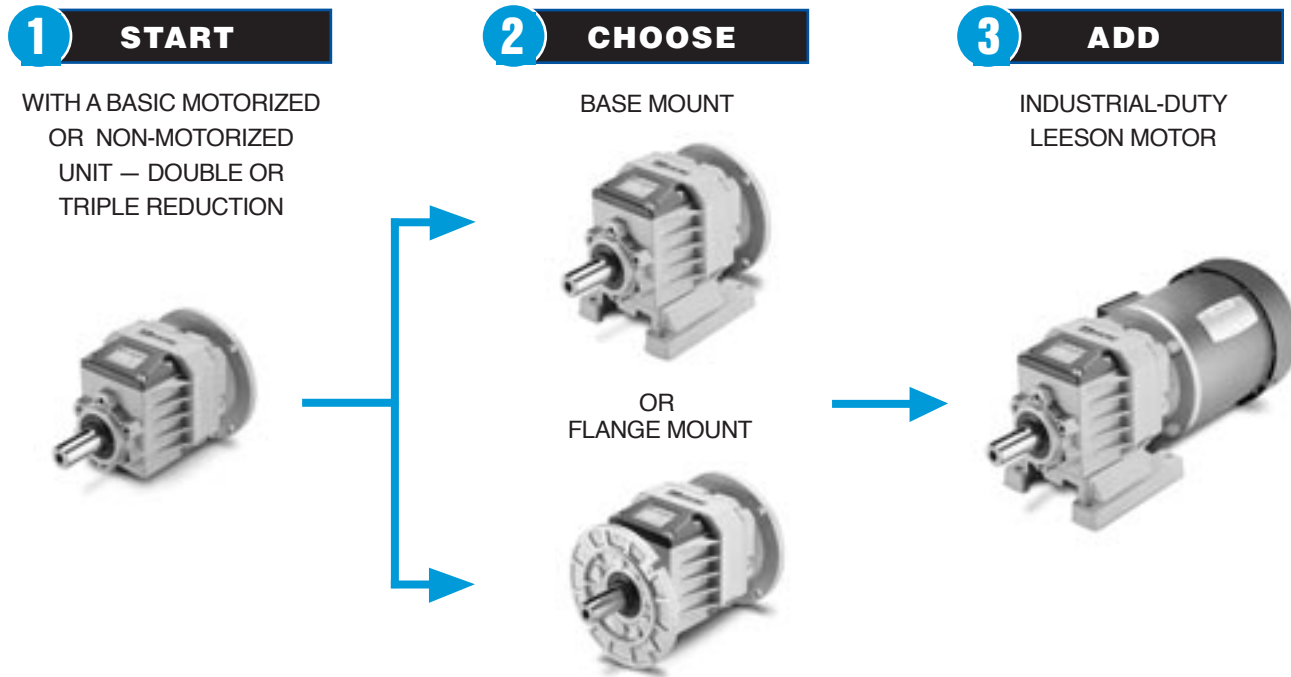 1 START
WITH A BASIC MOTORIZED
OR NON-MOTORIZED
UNIT — DOUBLE OR
TRIPLE REDUCTION
2 CHOOSE
BASE MOUNT
OR
FLANGE MOUNT
3 ADD
INDUSTRIAL-DUTY
LEESON MOTOR